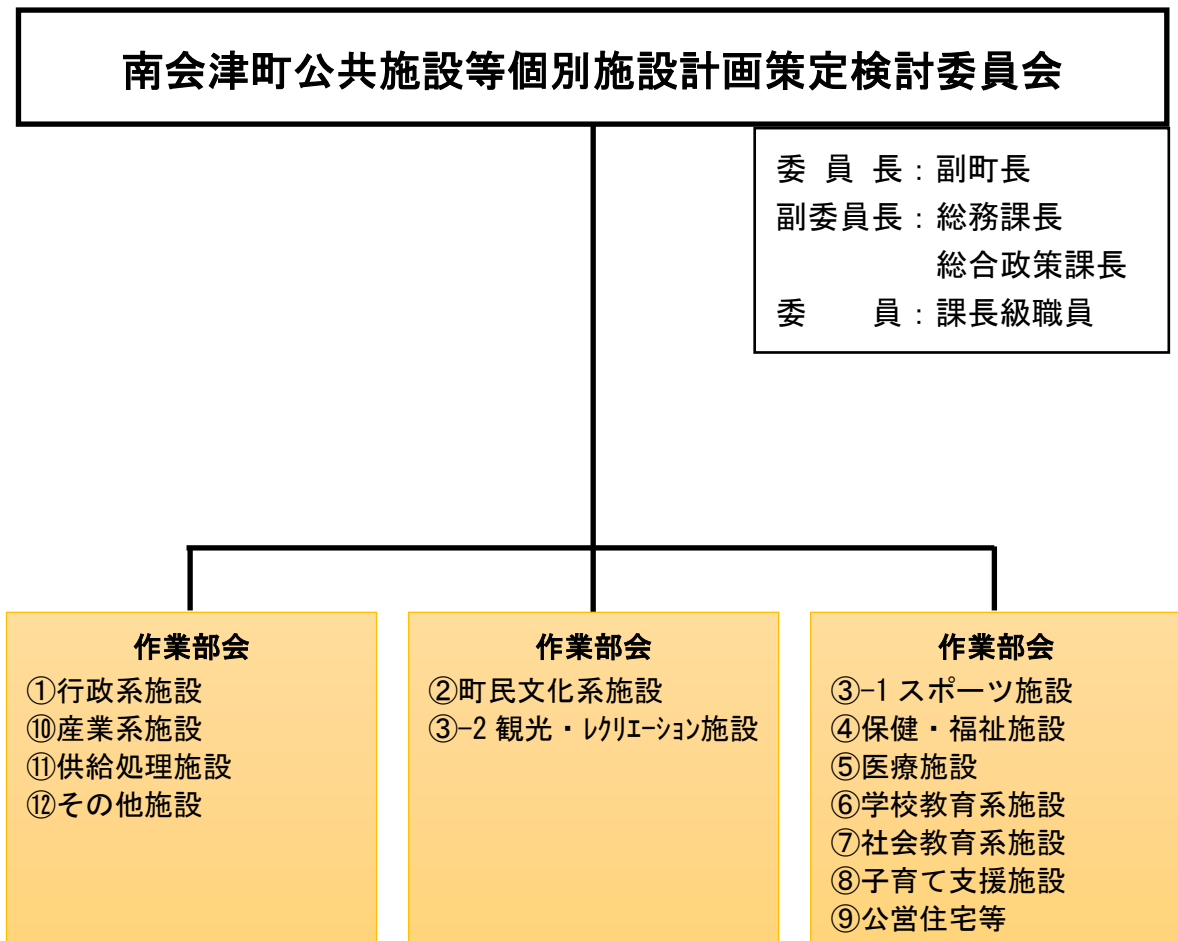 南会津町公共施設等個別施設計画策定検討委員会
委　員　長：副町長
副委員長：総務課長
総合政策課長
委　　　員：課長級職員
作業部会
①行政系施設
⑩産業系施設
⑪供給処理施設
⑫その他施設
作業部会
②町民文化系施設
③-2 観光・ﾚｸﾘｴｰｼｮﾝ施設
作業部会
③-1 スポーツ施設
④保健・福祉施設
⑤医療施設
⑥学校教育系施設
⑦社会教育系施設
⑧子育て支援施設
⑨公営住宅等